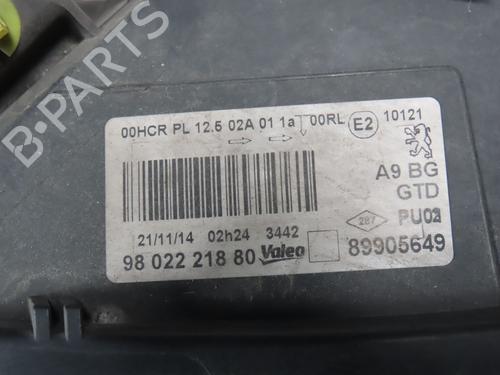 00HCR PL 12.5 02A 01 1a 00RL E2 10121
A9 BG
GTD
287 PU02
21/11/14 02h24 3442
98 022 218 80 Valeo 89905649